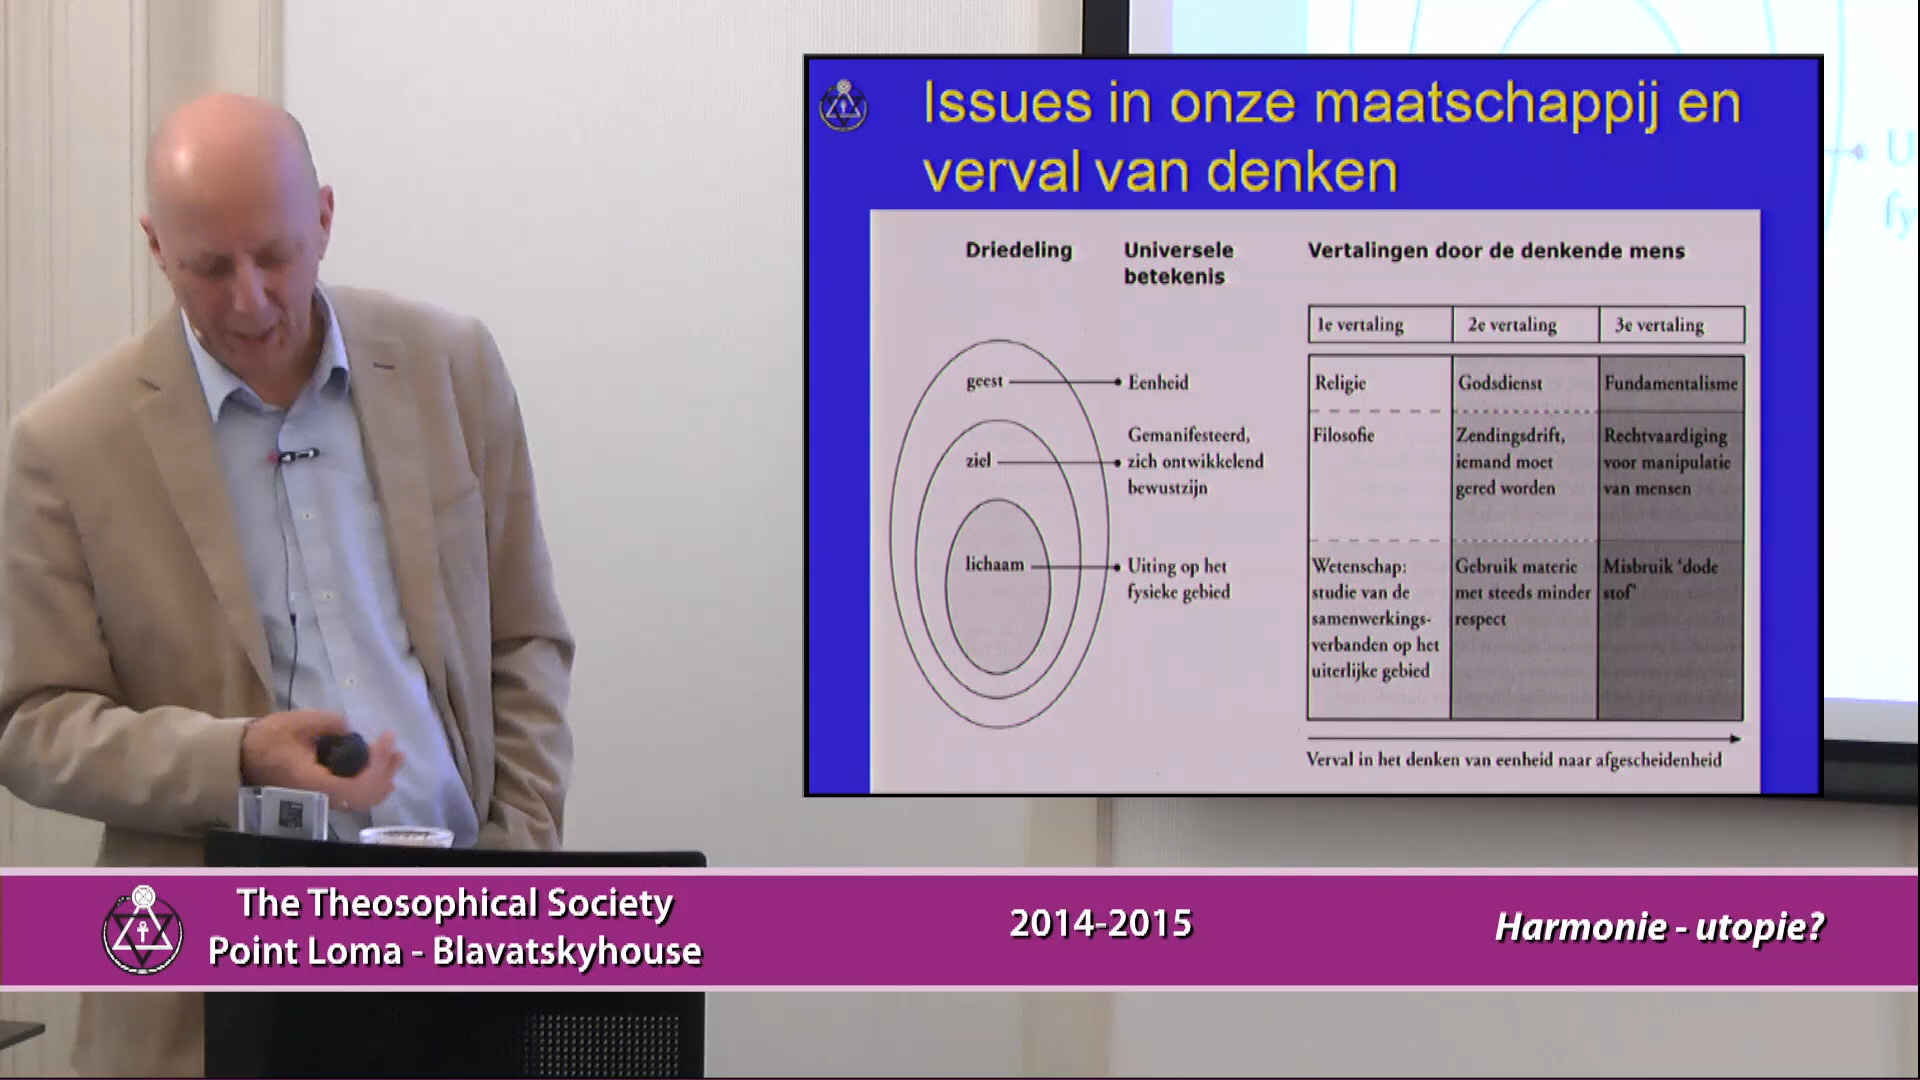 Issues in onze maatschappij en
verval van denken
Driedeling
Universele
betekenis
Vertalingen door de denkende mens
1e vertaling
2e vertaling
3e vertaling
geest
Eenheid
Religie
Godsdienst
Fundamentalisme
ziel
Gemanifesteerd,
zich ontwikkelend
bewustzijn
Filosofie
Zendingsdrift,
iemand moet
gered worden
Rechtvaardiging
voor manipulatie
van mensen
lichaam
Uiting op het
fysieke gebied
Wetenschap:
studie van de
samenwerkings-
verbanden op het
uiterlijke gebied
Gebruik materie
met steeds minder
respect
Misbruik 'dode
stof'
Verval in het denken van eenheid naar afgescheidenheid
U
fy
The Theosophical Society
Point Loma - Blavatskyhouse
2014-2015
Harmonie - utopie?